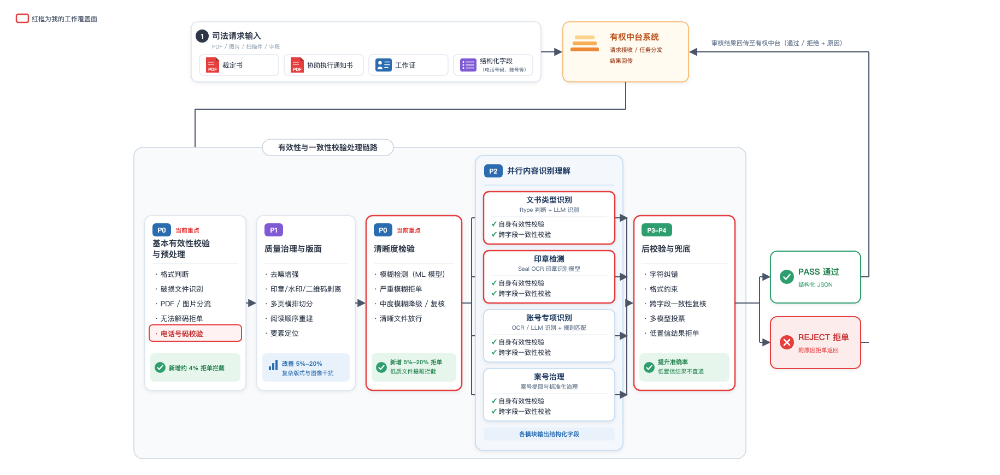 红框为我的工作覆盖面
1 司法请求输入
PDF / 图片 / 扫描件 / 字段
PDF 裁定书
PDF 协助执行通知书
工作证
结构化字段
（电话号码、账号等）
有权中台系统
请求接收 / 任务分发
结果回传
审核结果回传至有权中台（通过 / 拒绝 + 原因）
有效性与一致性校验处理链路
P0 当前重点
基本有效性校验
与预处理
· 格式判断
· 破损文件识别
· PDF / 图片分流
· 无法解码拒单
· 电话号码校验
新增约 4% 拒单拦截
P1
质量治理与版面
· 去噪增强
· 印章/水印/二维码剥离
· 多页横排切分
· 阅读顺序重建
· 要素定位
改善 5%–20%
复杂版式与图像干扰
P0 当前重点
清晰度检验
· 模糊检测（ML 模型）
· 严重模糊拒单
· 中度模糊降级 / 复核
· 清晰文件放行
新增 5%–20% 拒单
低质文件提前拦截
P2 并行内容识别理解
文书类型识别
ftype 判断 + LLM 识别
✓ 自身有效性校验
✓ 跨字段一致性校验
印章检测
Seal OCR 印章识别模型
✓ 自身有效性校验
✓ 跨字段一致性校验
账号专项识别
OCR / LLM 识别 + 规则匹配
✓ 自身有效性校验
✓ 跨字段一致性校验
案号治理
案号提取与标准化治理
✓ 自身有效性校验
✓ 跨字段一致性校验
各模块输出结构化字段
P3–P4
后校验与兜底
· 字符纠错
· 格式约束
· 跨字段一致性复核
· 多模型投票
· 低置信结果拒单
提升准确率
低置信结果不直通
PASS 通过
结构化 JSON
REJECT 拒单
附原因拒单返回